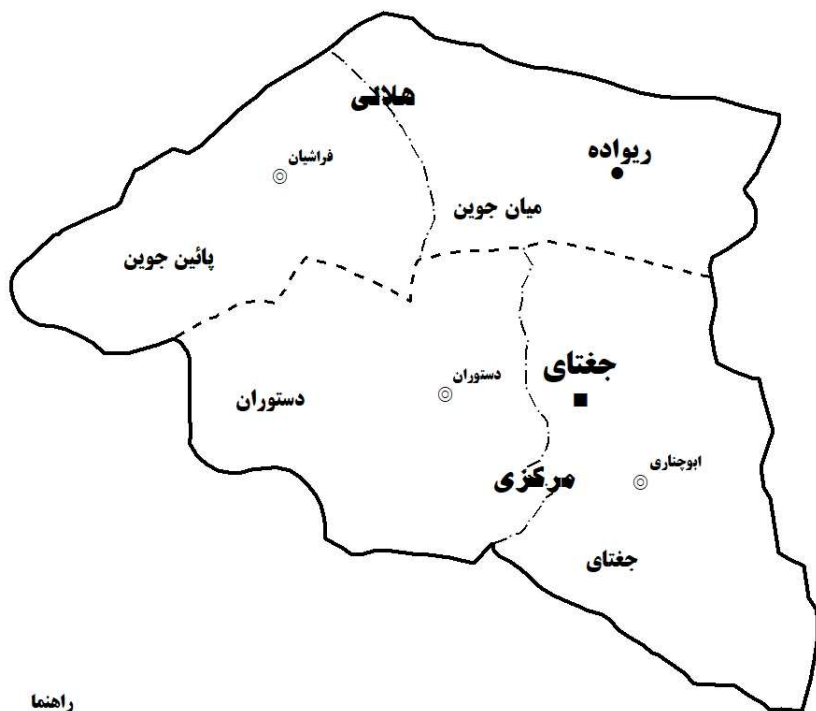 هلالی
ریواده
فراشیان
میان جوین
پائین جوین
جغتای
دستوران
دستوران
ابوچناری
مرکزی
جغتای
راهنما